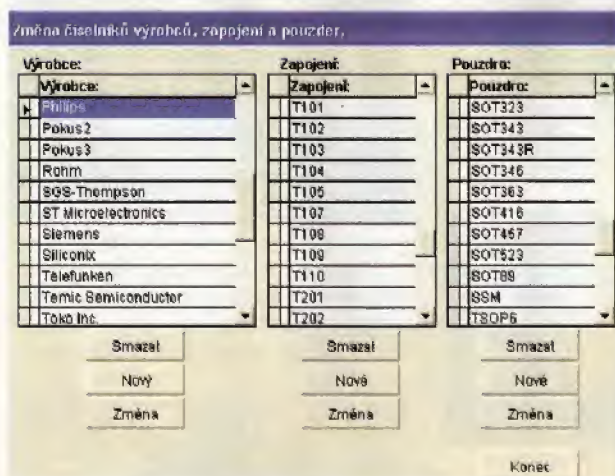 Změna číselníků výrobců, zapojení a pouzder.
Výrobce:
Výrobce:
Philips
Pokus2
Pokus3
Rohm
SGS-Thompson
ST Microelectronics
Siemens
Siliconix
Telefunken
Temic Semiconductor
Toko Inc.
Smazat
Nový
Změna
Zapojení:
Zapojení:
T101
T102
T103
T104
T105
T107
T108
T109
T110
T201
T202
Smazat
Nové
Změna
Pouzdro:
Pouzdro:
SOT323
SOT343
SOT343R
SOT346
SOT363
SOT416
SOT457
SOT523
SOT89
SSM
TSOP6
Smazat
Nové
Změna
Konec